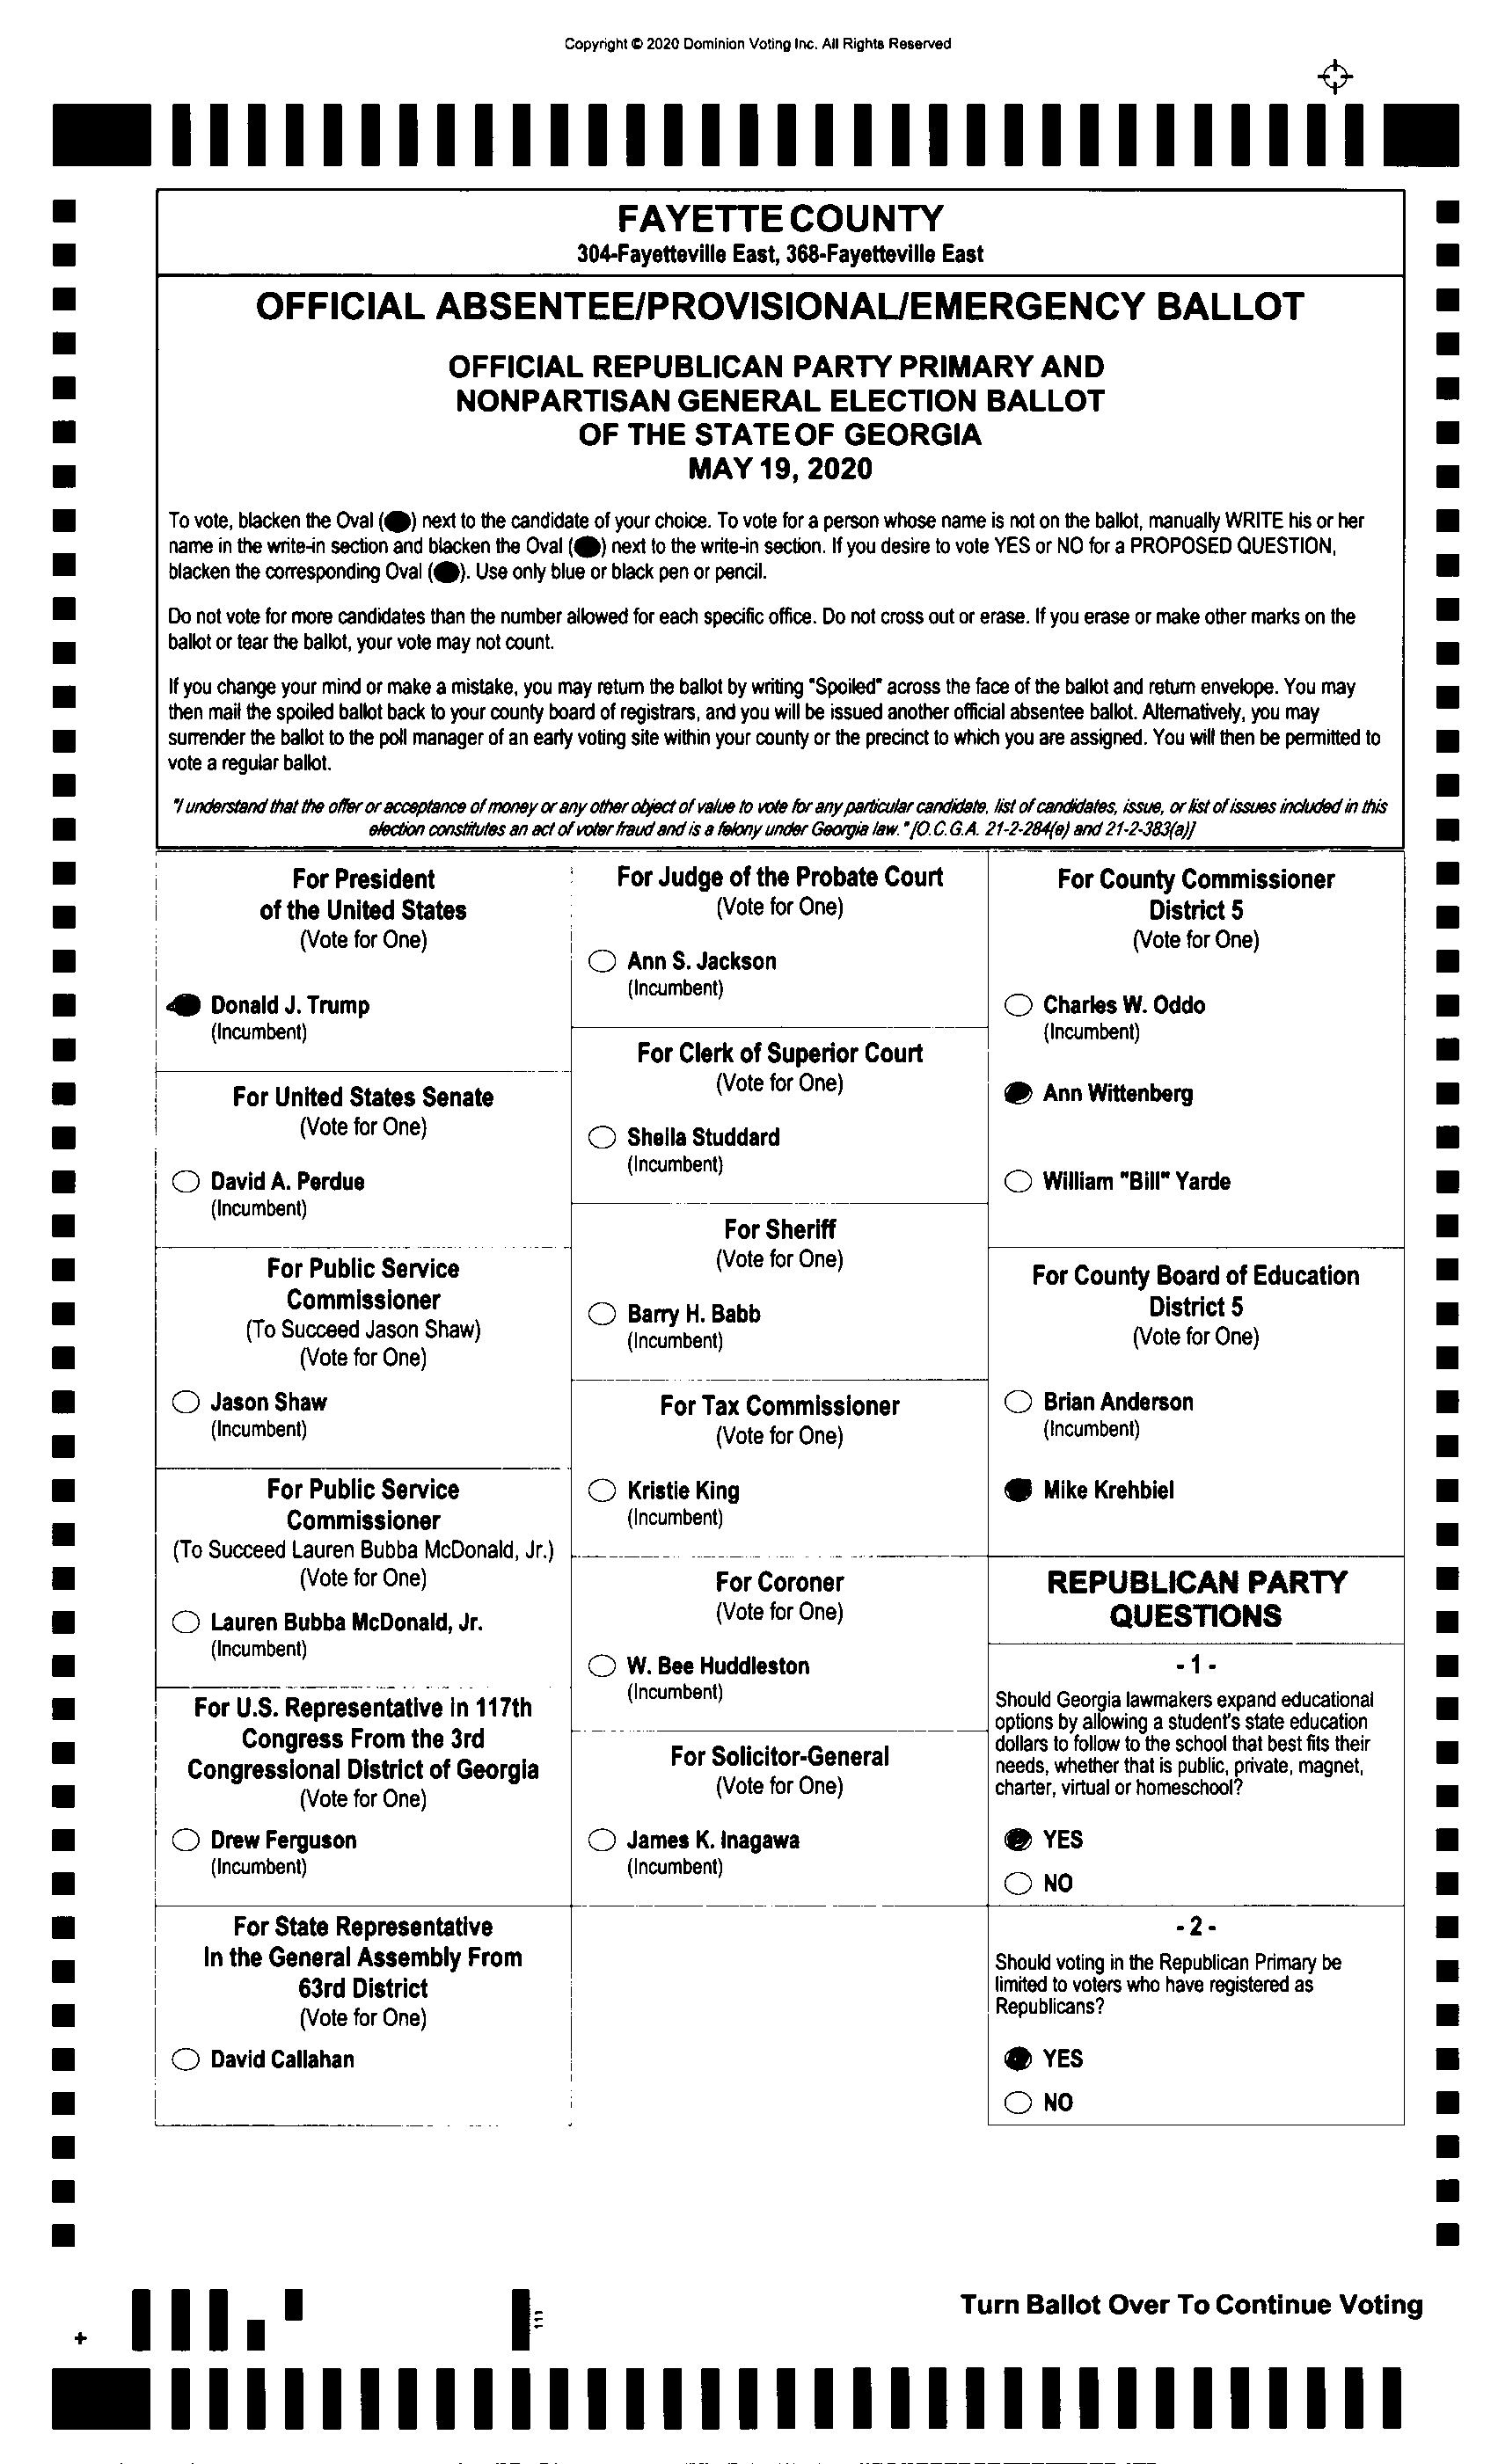 Copyright © 2020 Dominion Voting Inc. All Rights Reserved
FAYETTE COUNTY
304-Fayetteville East, 368-Fayetteville East
OFFICIAL ABSENTEE/PROVISIONAL/EMERGENCY BALLOT
OFFICIAL REPUBLICAN PARTY PRIMARY AND
NONPARTISAN GENERAL ELECTION BALLOT
OF THE STATE OF GEORGIA
MAY 19, 2020
To vote, blacken the Oval ( ) next to the candidate of your choice. To vote for a person whose name is not on the ballot, manually WRITE his or her
name in the write-in section and blacken the Oval ( ) next to the write-in section. If you desire to vote YES or NO for a PROPOSED QUESTION,
blacken the corresponding Oval ( ). Use only blue or black pen or pencil.
Do not vote for more candidates than the number allowed for each specific office. Do not cross out or erase. If you erase or make other marks on the
ballot or tear the ballot, your vote may not count.
If you change your mind or make a mistake, you may return the ballot by writing "Spoiled" across the face of the ballot and return envelope. You may
then mail the spoiled ballot back to your county board of registrars, and you will be issued another official absentee ballot. Alternatively, you may
surrender the ballot to the poll manager of an early voting site within your county or the precinct to which you are assigned. You will then be permitted to
vote a regular ballot.
"I understand that the offer or acceptance of money or any other object of value to vote for any particular candidate, list of candidates, issue, or list of issues included in this
election constitutes an act of voter fraud and is a felony under Georgia law." [O.C.G.A. 21-2-284(e) and 21-2-383(a)]
For President
of the United States
(Vote for One)
Donald J. Trump
(Incumbent)
For United States Senate
(Vote for One)
David A. Perdue
(Incumbent)
For Public Service
Commissioner
(To Succeed Jason Shaw)
(Vote for One)
Jason Shaw
(Incumbent)
For Public Service
Commissioner
(To Succeed Lauren Bubba McDonald, Jr.)
(Vote for One)
Lauren Bubba McDonald, Jr.
(Incumbent)
For U.S. Representative in 117th
Congress From the 3rd
Congressional District of Georgia
(Vote for One)
Drew Ferguson
(Incumbent)
For State Representative
In the General Assembly From
63rd District
(Vote for One)
David Callahan
For Judge of the Probate Court
(Vote for One)
Ann S. Jackson
(Incumbent)
For Clerk of Superior Court
(Vote for One)
Sheila Studdard
(Incumbent)
For Sheriff
(Vote for One)
Barry H. Babb
(Incumbent)
For Tax Commissioner
(Vote for One)
Kristie King
(Incumbent)
For Coroner
(Vote for One)
W. Bee Huddleston
(Incumbent)
For Solicitor-General
(Vote for One)
James K. Inagawa
(Incumbent)
For County Commissioner
District 5
(Vote for One)
Charles W. Oddo
(Incumbent)
Ann Wittenberg
William "Bill" Yarde
For County Board of Education
District 5
(Vote for One)
Brian Anderson
(Incumbent)
Mike Krehbiel
REPUBLICAN PARTY
QUESTIONS
- 1 -
Should Georgia lawmakers expand educational
options by allowing a student's state education
dollars to follow to the school that best fits their
needs, whether that is public, private, magnet,
charter, virtual or homeschool?
YES
NO
- 2 -
Should voting in the Republican Primary be
limited to voters who have registered as
Republicans?
YES
NO
Turn Ballot Over To Continue Voting